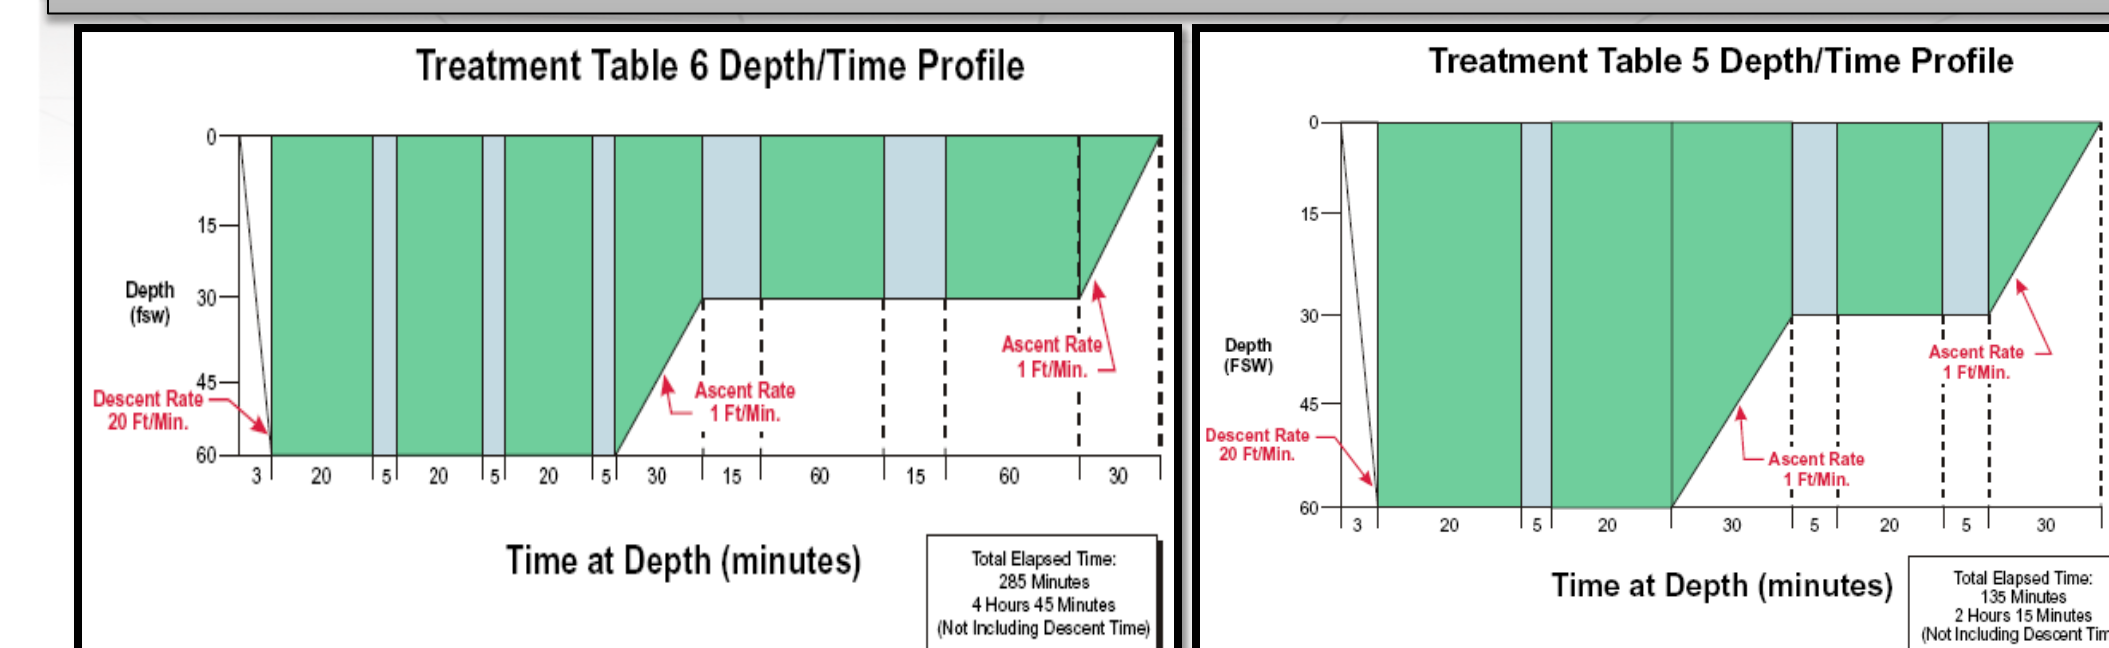 Treatment Table 6 Depth/Time Profile
0
15
30
45
60
Depth
(fsw)
Descent Rate
20 Ft/Min.
Ascent Rate
1 Ft/Min.
Ascent Rate
1 Ft/Min.
3 20 5 20 5 20 5 30 15 60 15 60 30
Time at Depth (minutes)
Total Elapsed Time:
285 Minutes
4 Hours 45 Minutes
(Not Including Descent Time)
Treatment Table 5 Depth/Time Profile
0
15
30
45
60
Depth
(FSW)
Descent Rate
20 Ft/Min.
Ascent Rate
1 Ft/Min.
Ascent Rate
1 Ft/Min.
3 20 5 20 30 5 20 5 30
Time at Depth (minutes)
Total Elapsed Time:
135 Minutes
2 Hours 15 Minutes
(Not Including Descent Tim